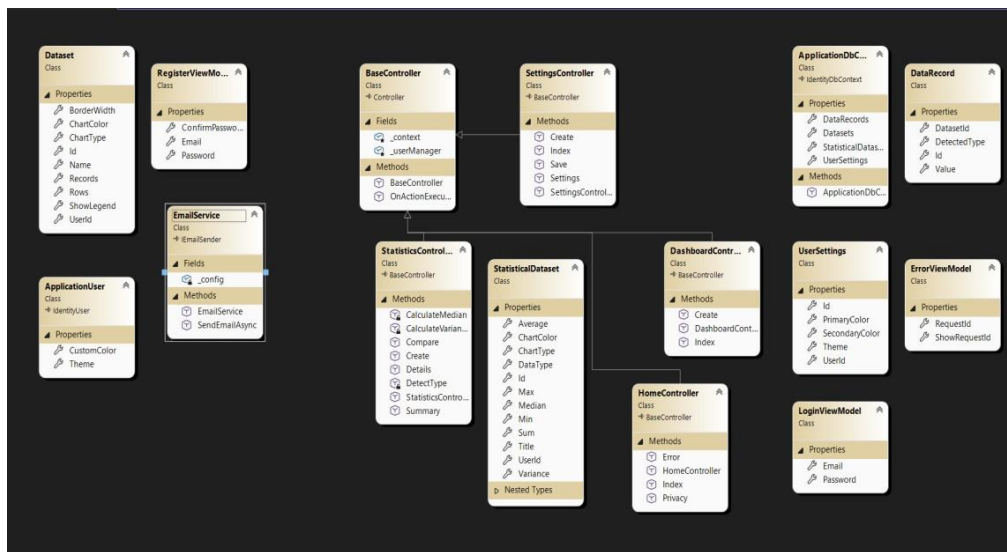 Dataset
Class
Properties
BorderWidth
ChartColor
ChartType
Id
Name
Records
Rows
ShowLegend
UserId
RegisterViewMo...
Class
Properties
ConfirmPasswo...
Email
Password
EmailService
Class
IEmailSender
Fields
_config
Methods
EmailService
SendEmailAsync
ApplicationUser
Class
IdentityUser
Properties
CustomColor
Theme
BaseController
Class
Controller
Fields
_context
_userManager
Methods
BaseController
OnActionExecu...
SettingsController
Class
BaseController
Methods
Create
Index
Save
Settings
SettingsControl...
StatisticsControl...
Class
BaseController
Methods
CalculateMedian
CalculateVarian...
Compare
Create
Details
DetectType
StatisticsContro...
Summary
StatisticalDataset
Class
Properties
Average
ChartColor
ChartType
DataType
Id
Max
Median
Min
Sum
Title
UserId
Variance
Nested Types
DashboardContr...
Class
BaseController
Methods
Create
DashboardCont...
Index
HomeController
Class
BaseController
Methods
Error
HomeController
Index
Privacy
ApplicationDbC...
Class
IdentityDbContext
Properties
DataRecords
Datasets
StatisticalDatas...
UserSettings
Methods
ApplicationDbC...
DataRecord
Class
Properties
DatasetId
DetectedType
Id
Value
UserSettings
Class
Properties
Id
PrimaryColor
SecondaryColor
Theme
UserId
ErrorViewModel
Class
Properties
RequestId
ShowRequestId
LoginViewModel
Class
Properties
Email
Password